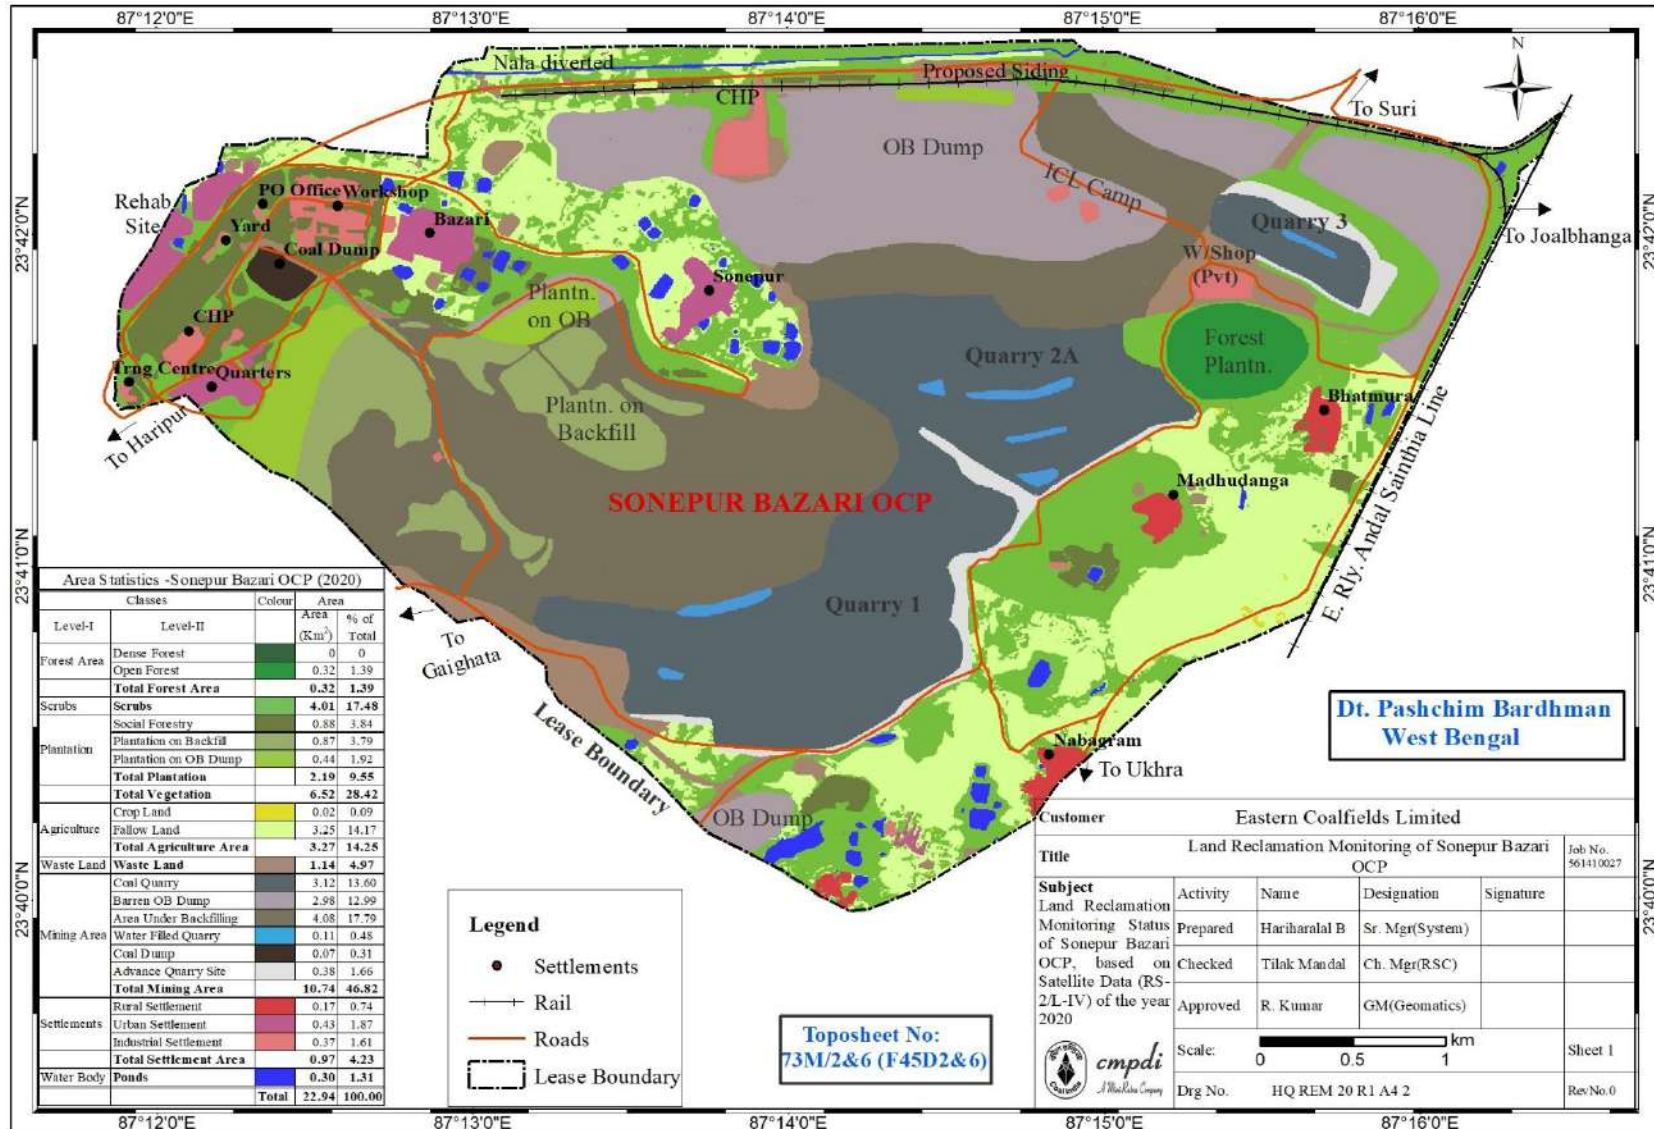 87°12'0"E 87°13'0"E 87°14'0"E 87°15'0"E 87°16'0"E
Nala diverted
Proposed Siding
CHP
N
To Suri
OB Dump
ICL Camp
PO Office
Workshop
Rehab
Site
Yard
Bazari
Coal Dump
Quarry 3
To Joalbhanga
W/Shop
(Pvt)
Sonepur
Plantn.
on OB
CHP
Quarry 2A
Forest
Plantn.
Trng Centre
Quarters
Bhatmura
To Haripur
Plantn. on
Backfill
Madhudanga
SONEPUR BAZARI OCP
E. Rly. Andal Sainthia Line
Quarry 1
To
Gaighata
Lease Boundary
Nabagram
To Ukhra
OB Dump
23°42'0"N 23°42'0"N
23°41'0"N 23°41'0"N
23°40'0"N 23°40'0"N
Area Statistics -Sonepur Bazari OCP (2020)
Classes Colour Area
Level-I Level-II Area (Km²) % of Total
Forest Area Dense Forest 0 0
Open Forest 0.32 1.39
Total Forest Area 0.32 1.39
Scrubs Scrubs 4.01 17.48
Plantation Social Forestry 0.88 3.84
Plantation on Backfill 0.87 3.79
Plantation on OB Dump 0.44 1.92
Total Plantation 2.19 9.55
Total Vegetation 6.52 28.42
Agriculture Crop Land 0.02 0.09
Fallow Land 3.25 14.17
Total Agriculture Area 3.27 14.25
Waste Land Waste Land 1.14 4.97
Mining Area Coal Quarry 3.12 13.60
Barren OB Dump 2.98 12.99
Area Under Backfilling 4.08 17.79
Water Filled Quarry 0.11 0.48
Coal Dump 0.07 0.31
Advance Quarry Site 0.38 1.66
Total Mining Area 10.74 46.82
Settlements Rural Settlement 0.17 0.74
Urban Settlement 0.43 1.87
Industrial Settlement 0.37 1.61
Total Settlement Area 0.97 4.23
Water Body Ponds 0.30 1.31
Total 22.94 100.00
Legend
Settlements
Rail
Roads
Lease Boundary
Toposheet No:
73M/2&6 (F45D2&6)
Dt. Pashchim Bardhman
West Bengal
Customer Eastern Coalfields Limited
Title Land Reclamation Monitoring of Sonepur Bazari
OCP
Job No.
561410027
Subject
Land Reclamation
Monitoring Status
of Sonepur Bazari
OCP, based on
Satellite Data (RS-
2/L-IV) of the year
2020
Activity Name Designation Signature
Prepared Hariharalal B Sr. Mgr(System)
Checked Tilak Mandal Ch. Mgr(RSC)
Approved R. Kumar GM(Geomatics)
cmpdi
A Mini Ratna Company
Scale: 0 0.5 1 km
Sheet 1
Drg No. HQ REM 20 R1 A4 2
Rev No.0
87°12'0"E 87°13'0"E 87°14'0"E 87°15'0"E 87°16'0"E